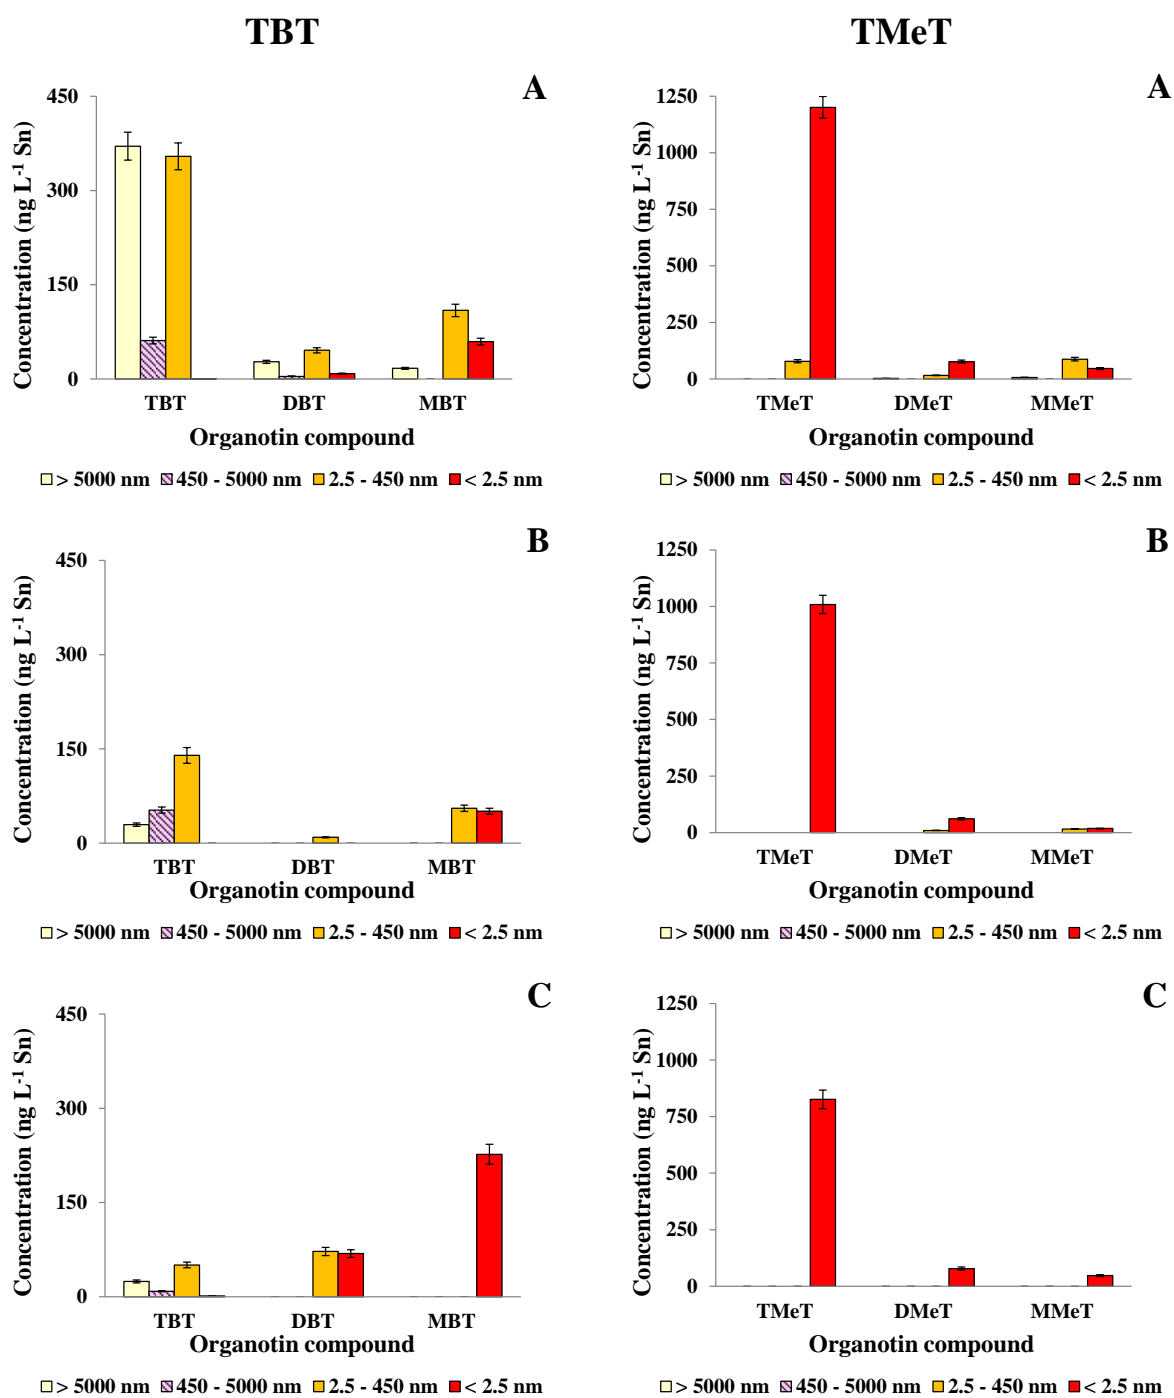 TBT
TMeT
A
Concentration (ng L⁻¹ Sn)
450
300
150
0
TBT DBT MBT
Organotin compound
> 5000 nm 450 - 5000 nm 2.5 - 450 nm < 2.5 nm
A
Concentration (ng L⁻¹ Sn)
1250
1000
750
500
250
0
TMeT DMeT MMeT
Organotin compound
> 5000 nm 450 - 5000 nm 2.5 - 450 nm < 2.5 nm
B
Concentration (ng L⁻¹ Sn)
450
300
150
0
TBT DBT MBT
Organotin compound
> 5000 nm 450 - 5000 nm 2.5 - 450 nm < 2.5 nm
B
Concentration (ng L⁻¹ Sn)
1250
1000
750
500
250
0
TMeT DMeT MMeT
Organotin compound
> 5000 nm 450 - 5000 nm 2.5 - 450 nm < 2.5 nm
C
Concentration (ng L⁻¹ Sn)
450
300
150
0
TBT DBT MBT
Organotin compound
> 5000 nm 450 - 5000 nm 2.5 - 450 nm < 2.5 nm
C
Concentration (ng L⁻¹ Sn)
1250
1000
750
500
250
0
TMeT DMeT MMeT
Organotin compound
> 5000 nm 450 - 5000 nm 2.5 - 450 nm < 2.5 nm